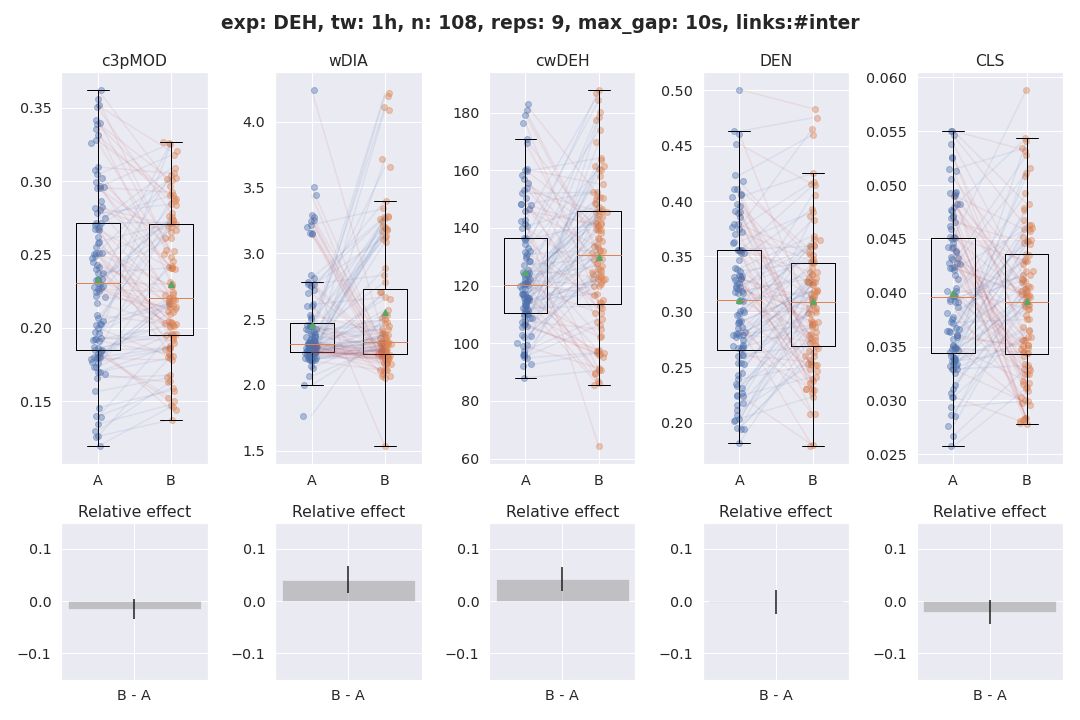 exp: DEH, tw: 1h, n: 108, reps: 9, max_gap: 10s, links:#inter
c3pMOD
0.35
0.30
0.25
0.20
0.15
A B
wDIA
4.0
3.5
3.0
2.5
2.0
1.5
A B
cwDEH
180
160
140
120
100
80
60
A B
DEN
0.50
0.45
0.40
0.35
0.30
0.25
0.20
A B
CLS
0.060
0.055
0.050
0.045
0.040
0.035
0.030
0.025
A B
Relative effect
0.1
0.0
−0.1
B - A
Relative effect
0.1
0.0
−0.1
B - A
Relative effect
0.1
0.0
−0.1
B - A
Relative effect
0.1
0.0
−0.1
B - A
Relative effect
0.1
0.0
−0.1
B - A